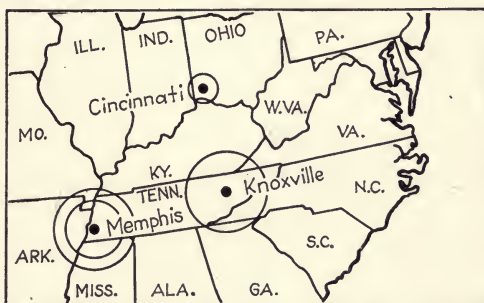 ILL.
IND.
OHIO
PA.
Cincinnati
W.VA.
MO.
VA.
KY.
TENN.
Knoxville
N.C.
Memphis
ARK.
S.C.
MISS.
ALA.
GA.